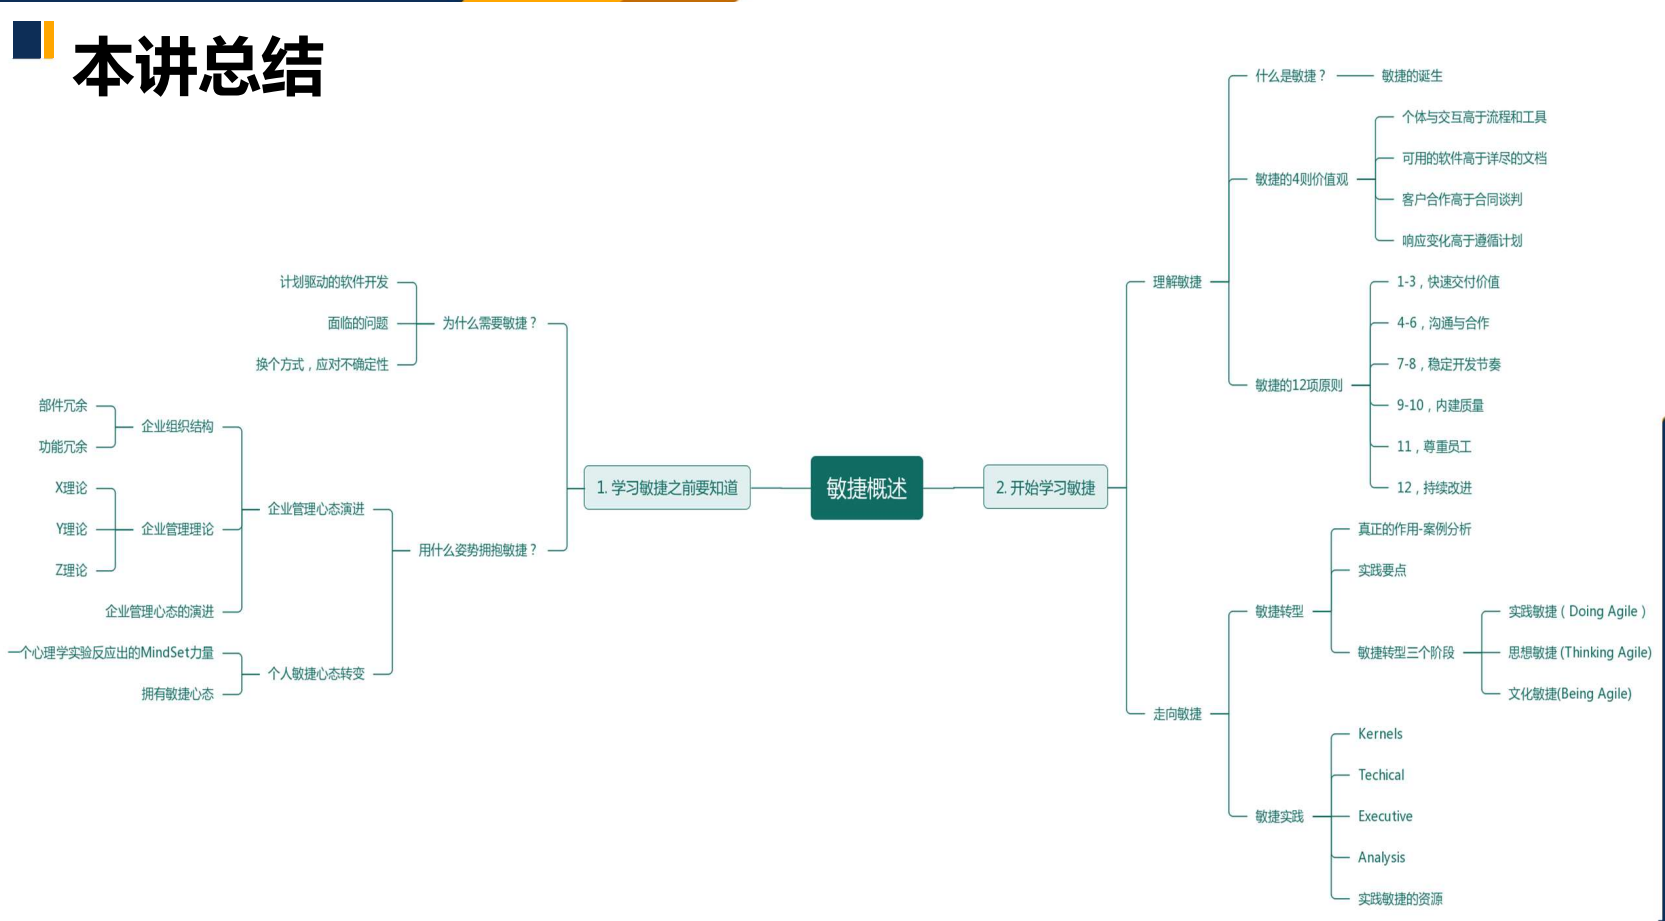 本讲总结
敏捷概述
1. 学习敏捷之前要知道
为什么需要敏捷？
计划驱动的软件开发
面临的问题
换个方式，应对不确定性
用什么姿势拥抱敏捷？
企业管理心态演进
企业组织结构
部件冗余
功能冗余
企业管理理论
X理论
Y理论
Z理论
企业管理心态的演进
个人敏捷心态转变
一个心理学实验反应出的MindSet力量
拥有敏捷心态
2. 开始学习敏捷
理解敏捷
什么是敏捷？
敏捷的诞生
敏捷的4则价值观
个体与交互高于流程和工具
可用的软件高于详尽的文档
客户合作高于合同谈判
响应变化高于遵循计划
敏捷的12项原则
1-3，快速交付价值
4-6，沟通与合作
7-8，稳定开发节奏
9-10，内建质量
11，尊重员工
12，持续改进
走向敏捷
敏捷转型
真正的作用-案例分析
实践要点
敏捷转型三个阶段
实践敏捷（Doing Agile）
思想敏捷 (Thinking Agile)
文化敏捷(Being Agile)
敏捷实践
Kernels
Techical
Executive
Analysis
实践敏捷的资源